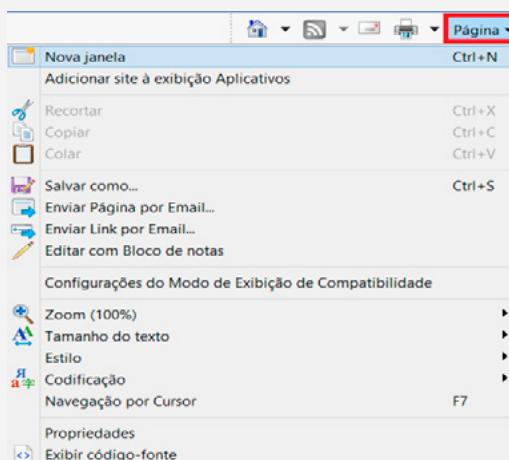 Página
Nova janela Ctrl+N
Adicionar site à exibição Aplicativos
Recortar Ctrl+X
Copiar Ctrl+C
Colar Ctrl+V
Salvar como... Ctrl+S
Enviar Página por Email...
Enviar Link por Email...
Editar com Bloco de notas
Configurações do Modo de Exibição de Compatibilidade
Zoom (100%)
Tamanho do texto
Estilo
Codificação
Navegação por Cursor F7
Propriedades
Exibir código-fonte